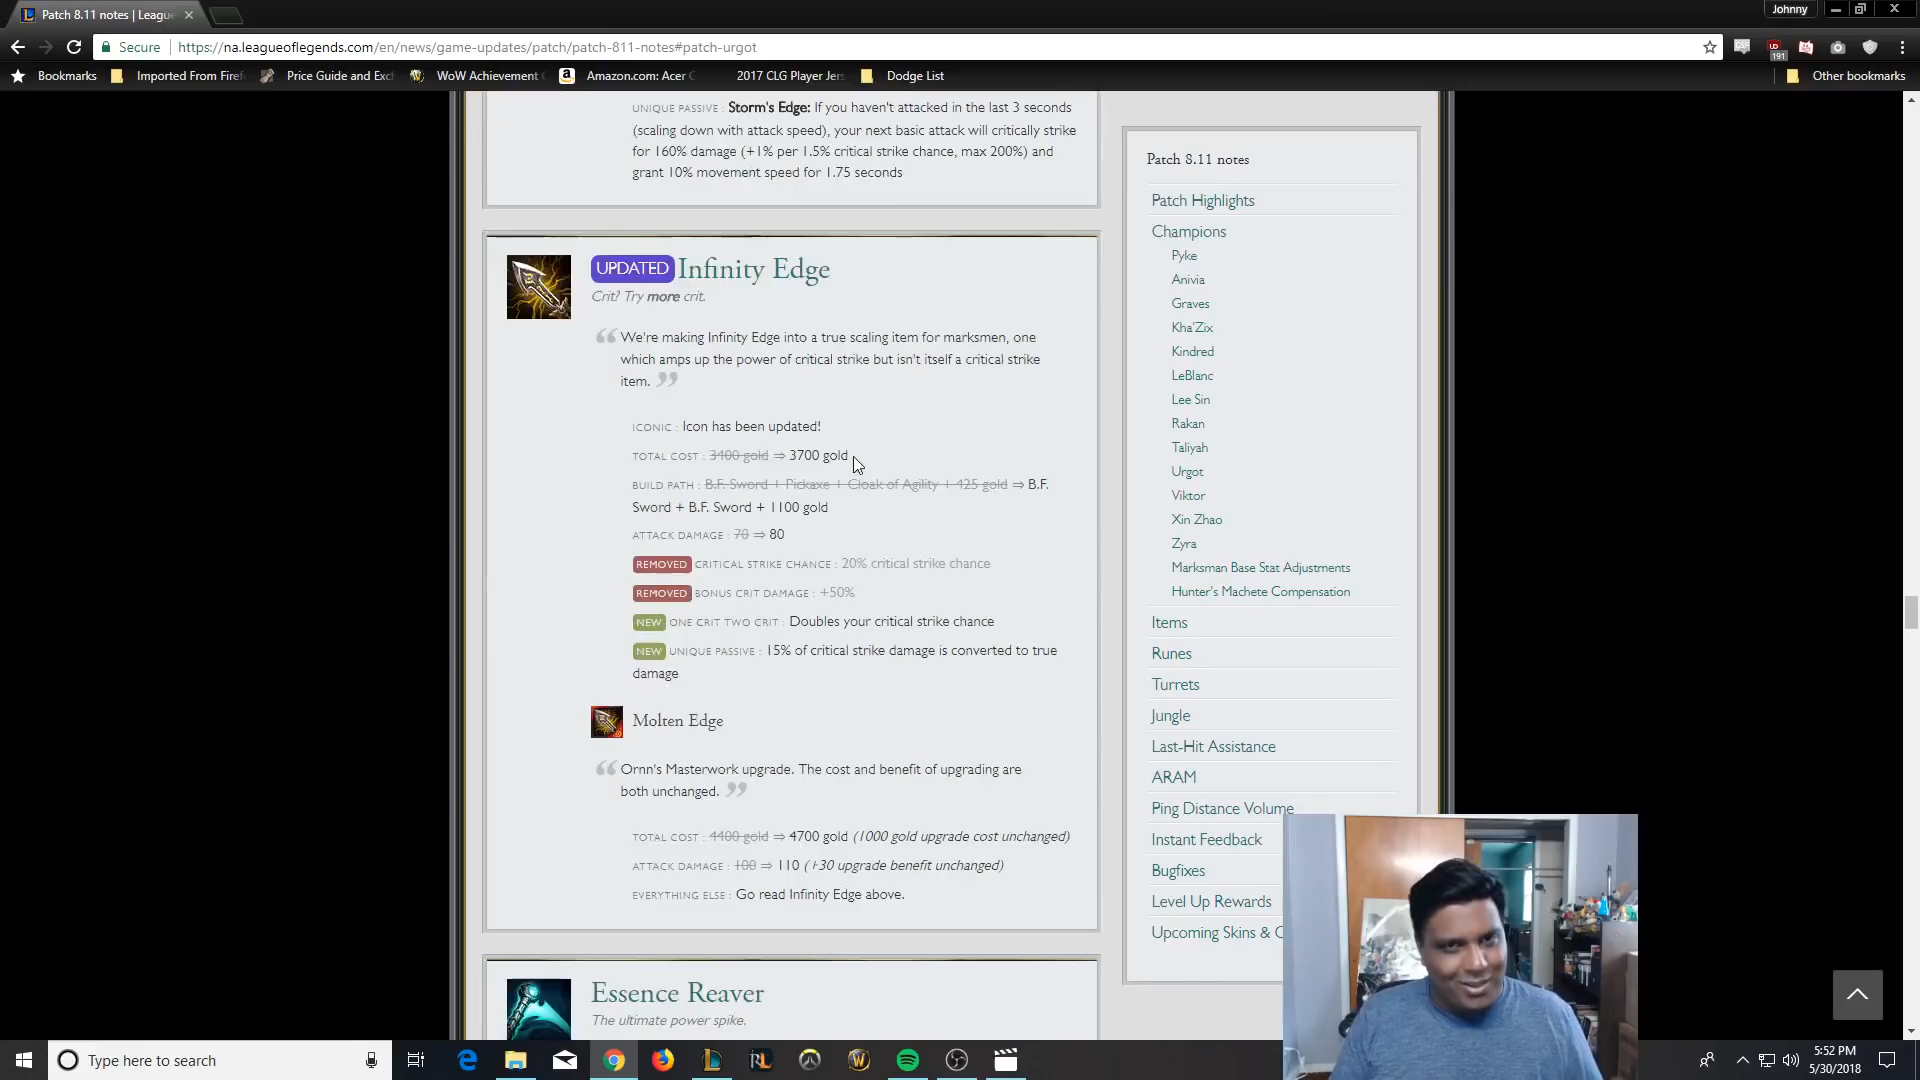 Patch 8.11 notes | Leagu
Johnny
Secure | https://na.leagueoflegends.com/en/news/game-updates/patch/patch-811-notes#patch-urgot
191
Bookmarks Imported From Firef Price Guide and Exc WoW Achievement Amazon.com: Acer 2017 CLG Player Jers Dodge List Other bookmarks
UNIQUE PASSIVE : Storm's Edge: If you haven't attacked in the last 3 seconds
(scaling down with attack speed), your next basic attack will critically strike
for 160% damage (+1% per 1.5% critical strike chance, max 200%) and
grant 10% movement speed for 1.75 seconds
UPDATED Infinity Edge
Crit? Try more crit.
We're making Infinity Edge into a true scaling item for marksmen, one
which amps up the power of critical strike but isn't itself a critical strike
item.
ICONIC : Icon has been updated!
TOTAL COST : 3400 gold ⇒ 3700 gold
BUILD PATH : B.F. Sword + Pickaxe + Cloak of Agility + 425 gold ⇒ B.F.
Sword + B.F. Sword + 1100 gold
ATTACK DAMAGE : 70 ⇒ 80
REMOVED CRITICAL STRIKE CHANCE : 20% critical strike chance
REMOVED BONUS CRIT DAMAGE : +50%
NEW ONE CRIT TWO CRIT : Doubles your critical strike chance
NEW UNIQUE PASSIVE : 15% of critical strike damage is converted to true
damage
Molten Edge
Ornn's Masterwork upgrade. The cost and benefit of upgrading are
both unchanged.
TOTAL COST : 4400 gold ⇒ 4700 gold (1000 gold upgrade cost unchanged)
ATTACK DAMAGE : 100 ⇒ 110 (+30 upgrade benefit unchanged)
EVERYTHING ELSE : Go read Infinity Edge above.
Essence Reaver
The ultimate power spike.
Patch 8.11 notes
Patch Highlights
Champions
Pyke
Anivia
Graves
Kha'Zix
Kindred
LeBlanc
Lee Sin
Rakan
Taliyah
Urgot
Viktor
Xin Zhao
Zyra
Marksman Base Stat Adjustments
Hunter's Machete Compensation
Items
Runes
Turrets
Jungle
Last-Hit Assistance
ARAM
Ping Distance Volume
Instant Feedback
Bugfixes
Level Up Rewards
Upcoming Skins & C
Type here to search
5:52 PM
5/30/2018